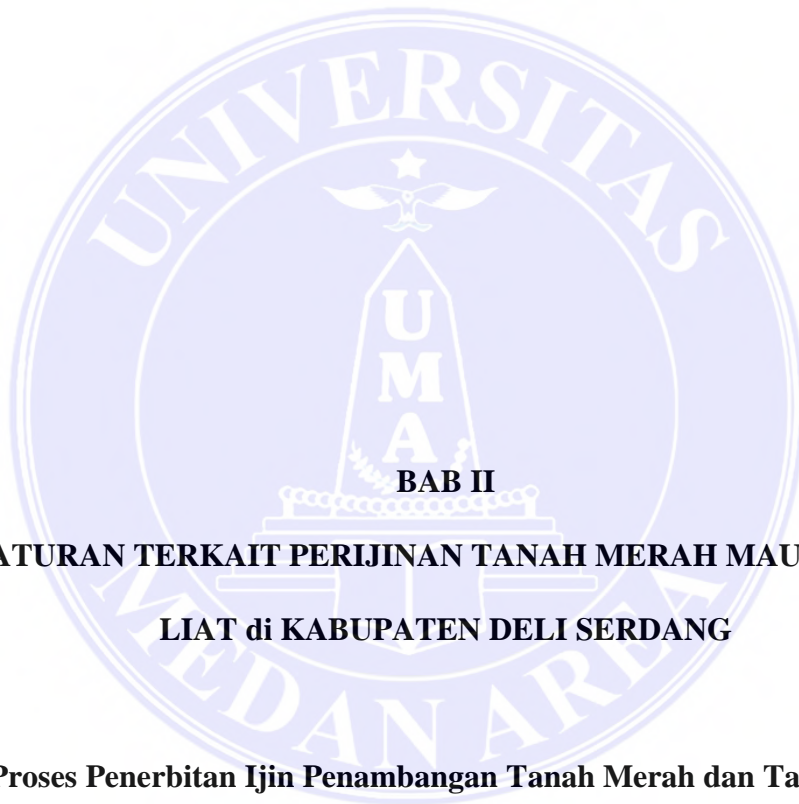 UNIVERSITAS
U
M
A
BAB II
ATURAN TERKAIT PERIJINAN TANAH MERAH MAU
LIAT di KABUPATEN DELI SERDANG
MEDAN AREA
Proses Penerbitan Ijin Penambangan Tanah Merah dan Ta